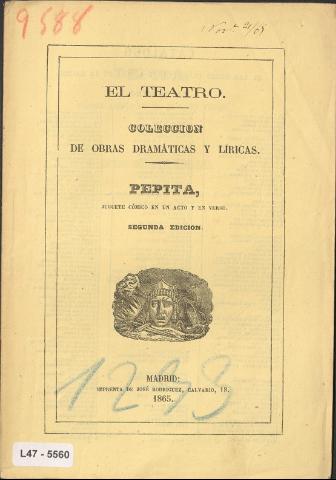 9588
EL TEATRO.
COLECCION
DE OBRAS DRAMÁTICAS Y LÍRICAS.
PEPITA,
JUGUETE CÓMICO EN UN ACTO Y EN VERSO.
SEGUNDA EDICION.
MADRID:
IMPRENTA DE JOSÉ RODRIGUEZ, CALVARIO, 18.
1865.
1293
L47 - 5560